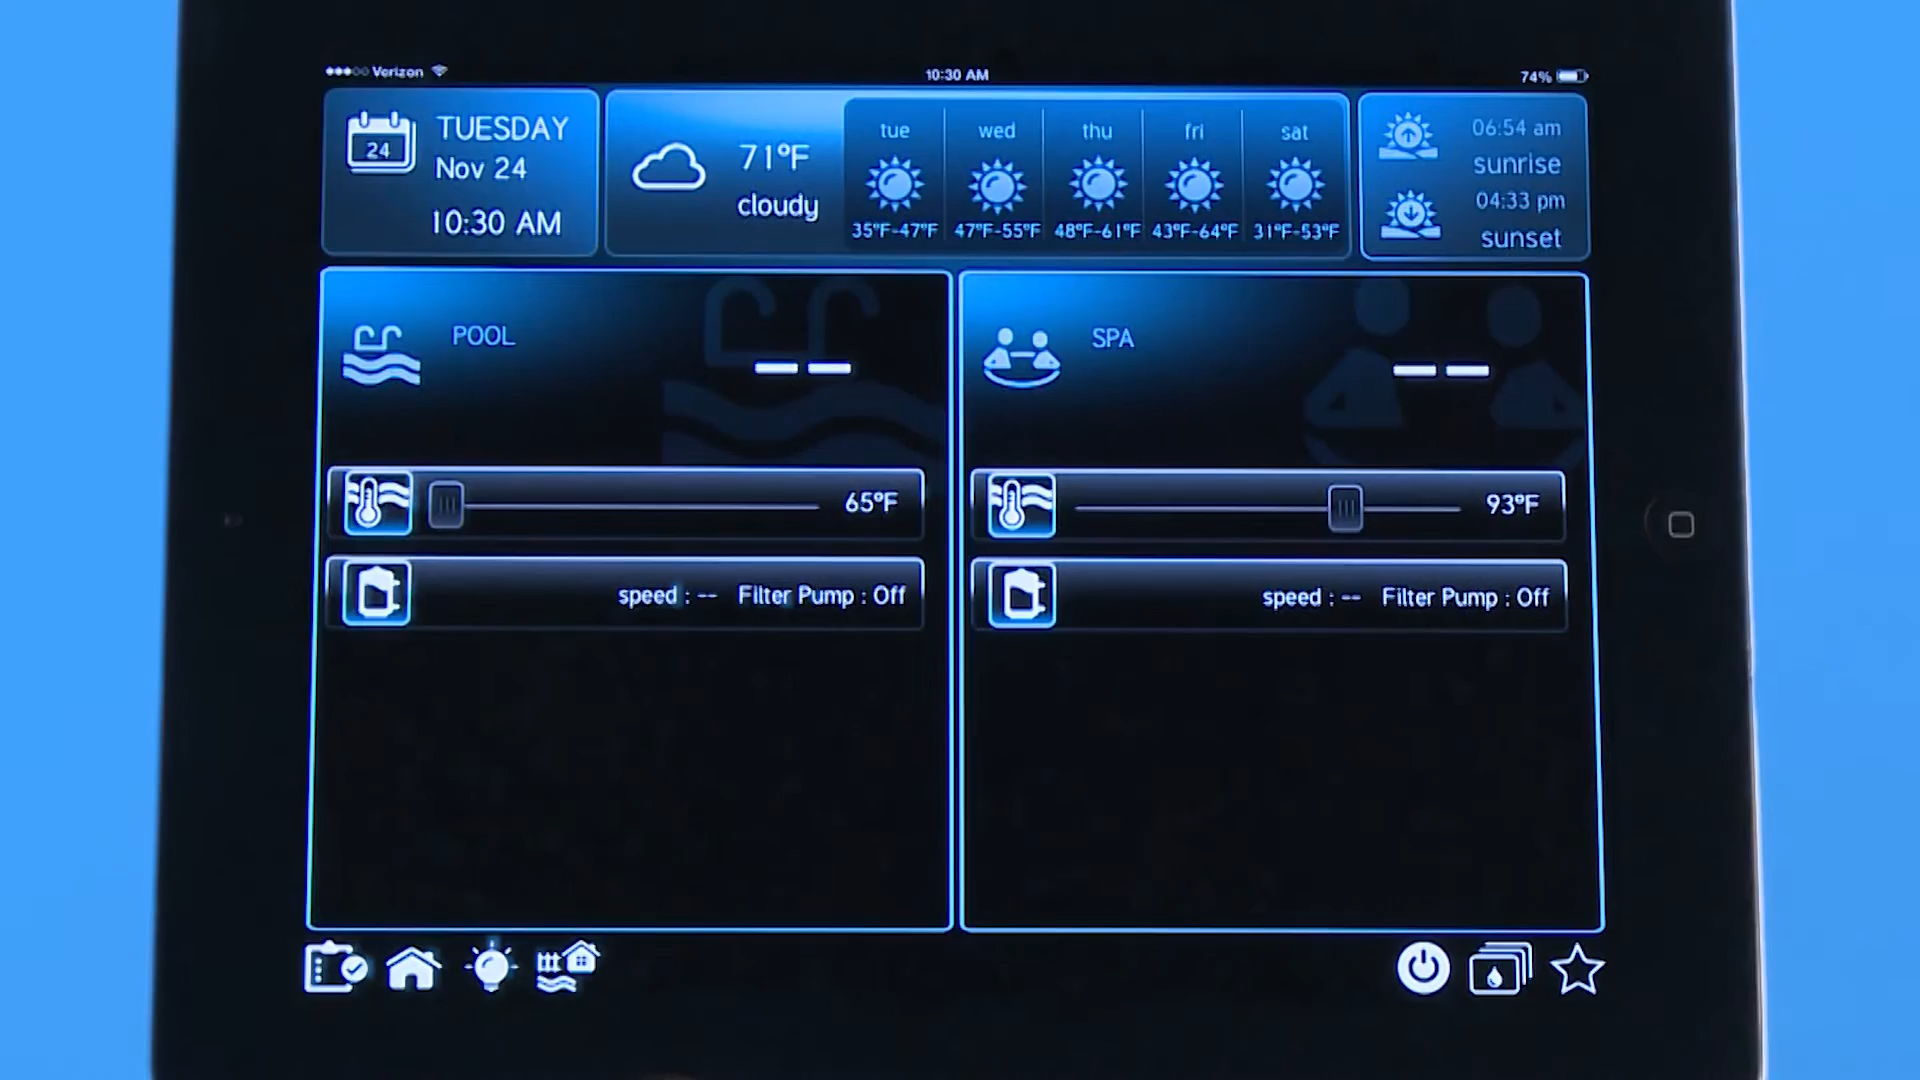 Verizon
10:30 AM
74%
24
TUESDAY
Nov 24
10:30 AM
71°F
cloudy
tue
35°F-47°F
wed
47°F-55°F
thu
48°F-61°F
fri
43°F-64°F
sat
31°F-53°F
06:54 am
sunrise
04:33 pm
sunset
POOL
--
65°F
speed : -- Filter Pump : Off
SPA
--
93°F
speed : -- Filter Pump : Off